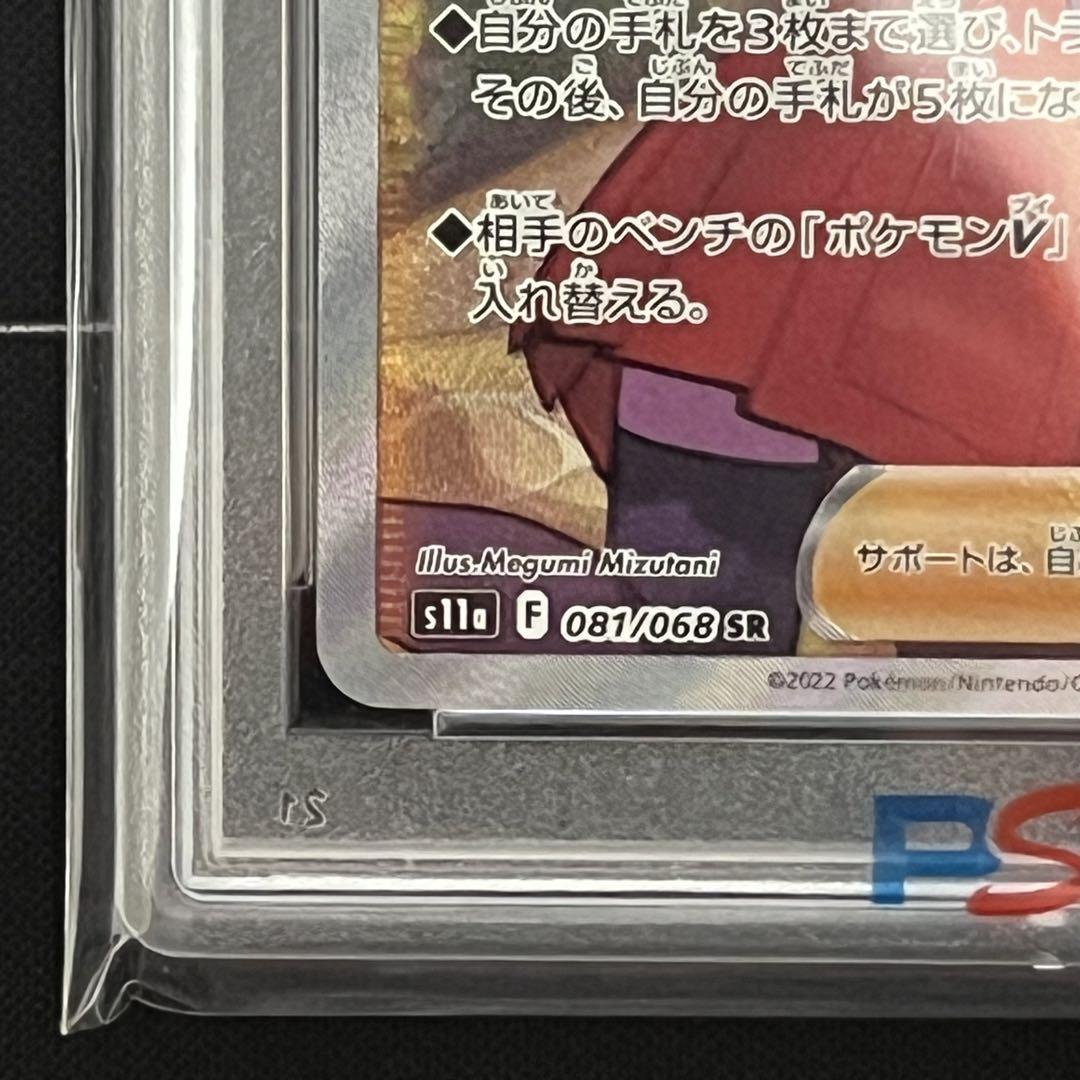 ◆自分の手札を3枚まで選び、トラ
その後、自分の手札が5枚にな
◆相手のベンチの「ポケモンV」
入れ替える。
サポートは、自
Illus.Megumi Mizutani
s11a F 081/068 SR
©2022 Pokémon/Nintendo/C
PS